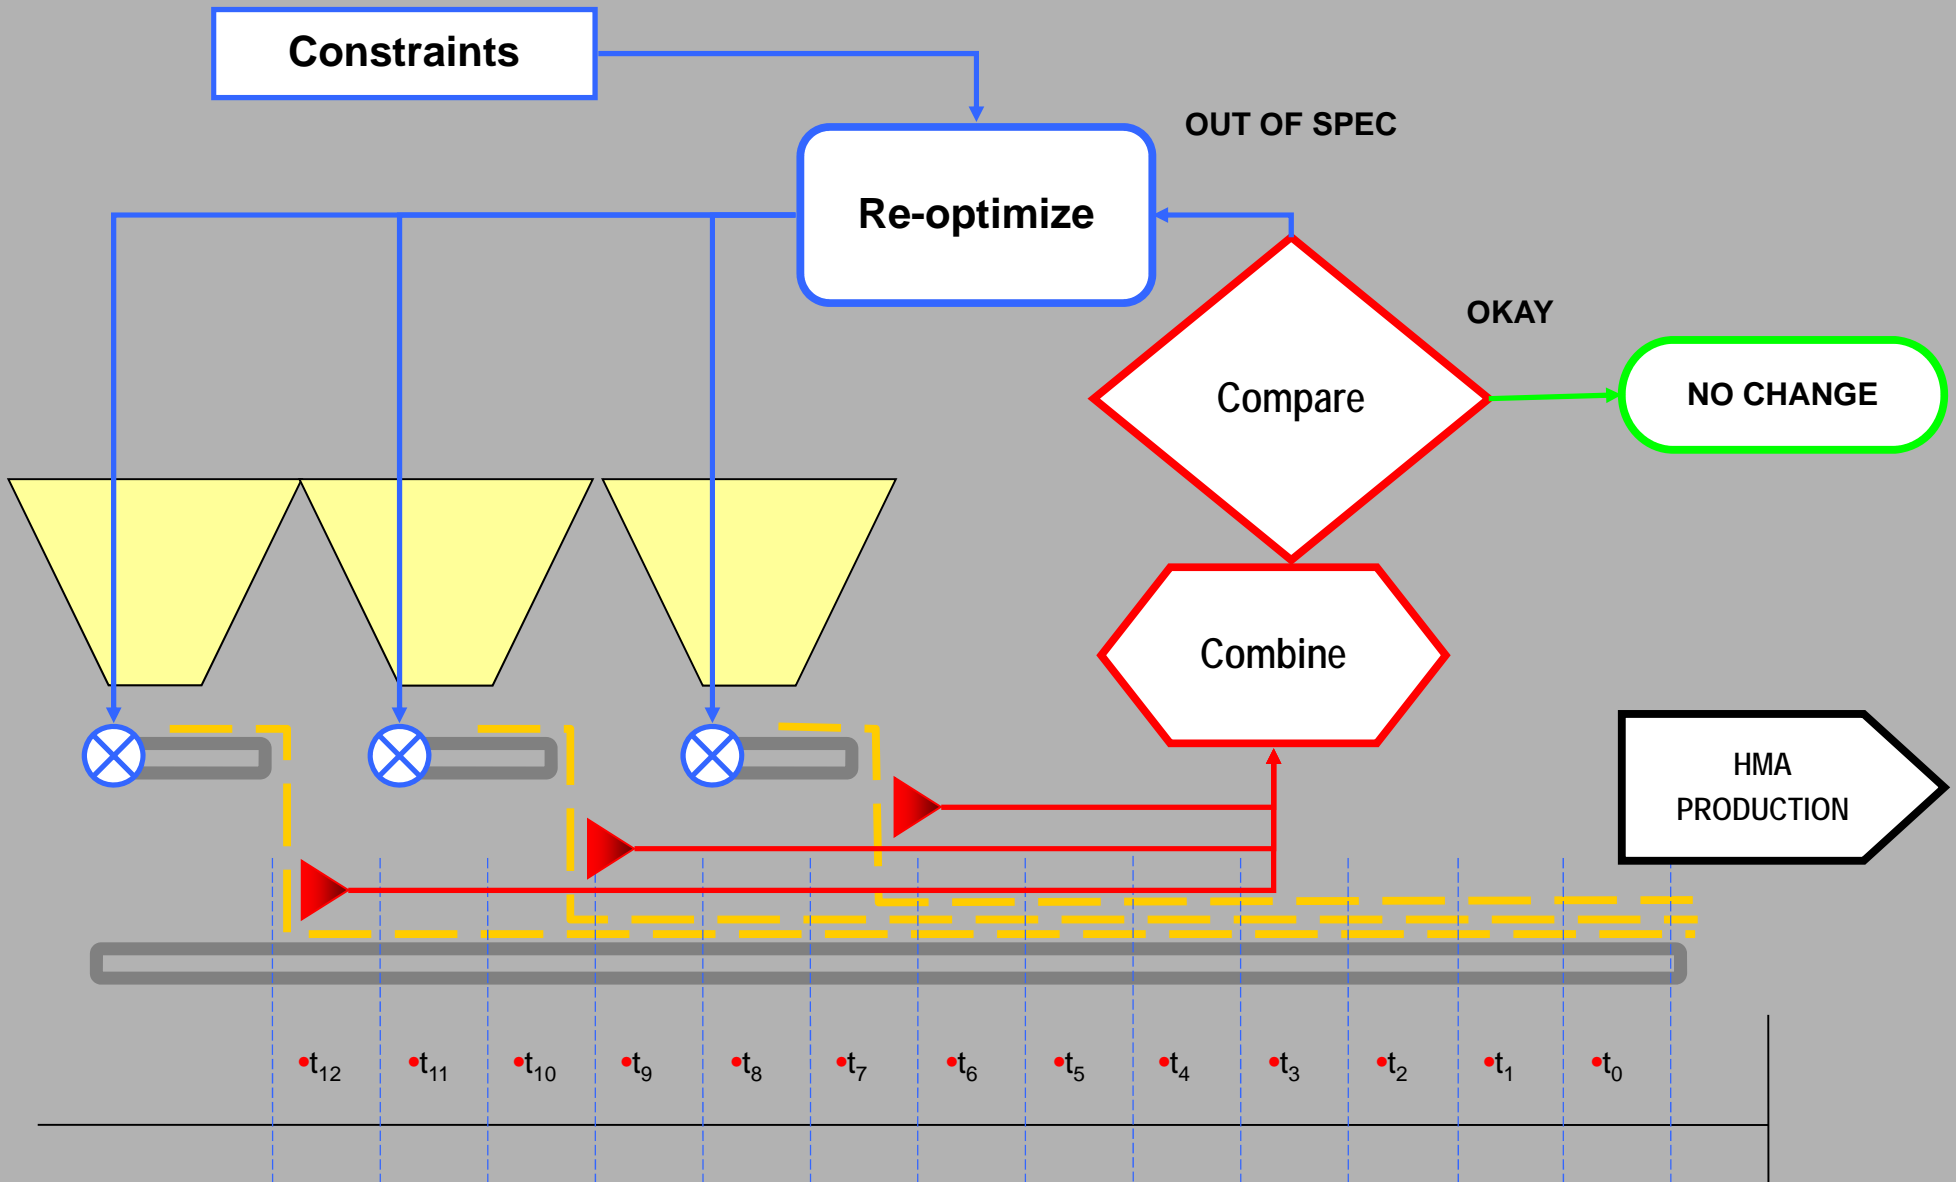 Constraints
OUT OF SPEC
Re-optimize
OKAY
Compare
NO CHANGE
Combine
HMA
PRODUCTION
•t₁₂ •t₁₁ •t₁₀ •t₉ •t₈ •t₇ •t₆ •t₅ •t₄ •t₃ •t₂ •t₁ •t₀